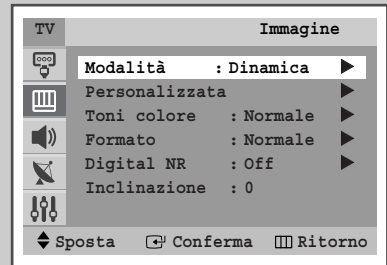 TV Immagine
Modalità : Dinamica
Personalizzata
Toni colore : Normale
Formato : Normale
Digital NR : Off
Inclinazione : 0
Sposta Conferma Ritorno